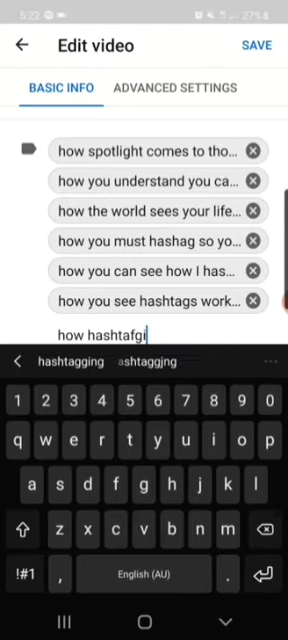 5:22
27%
Edit video
SAVE
BASIC INFO
ADVANCED SETTINGS
how spotlight comes to tho...
how you understand you ca...
how the world sees your life...
how you must hashag so yo...
how you can see how I has...
how you see hashtags work...
how hashtafgi
hashtagging
ashtaggjng
...
1 2 3 4 5 6 7 8 9 0
q w e r t y u i o p
a s d f g h j k l
z x c v b n m
!#1 , English (AU) .